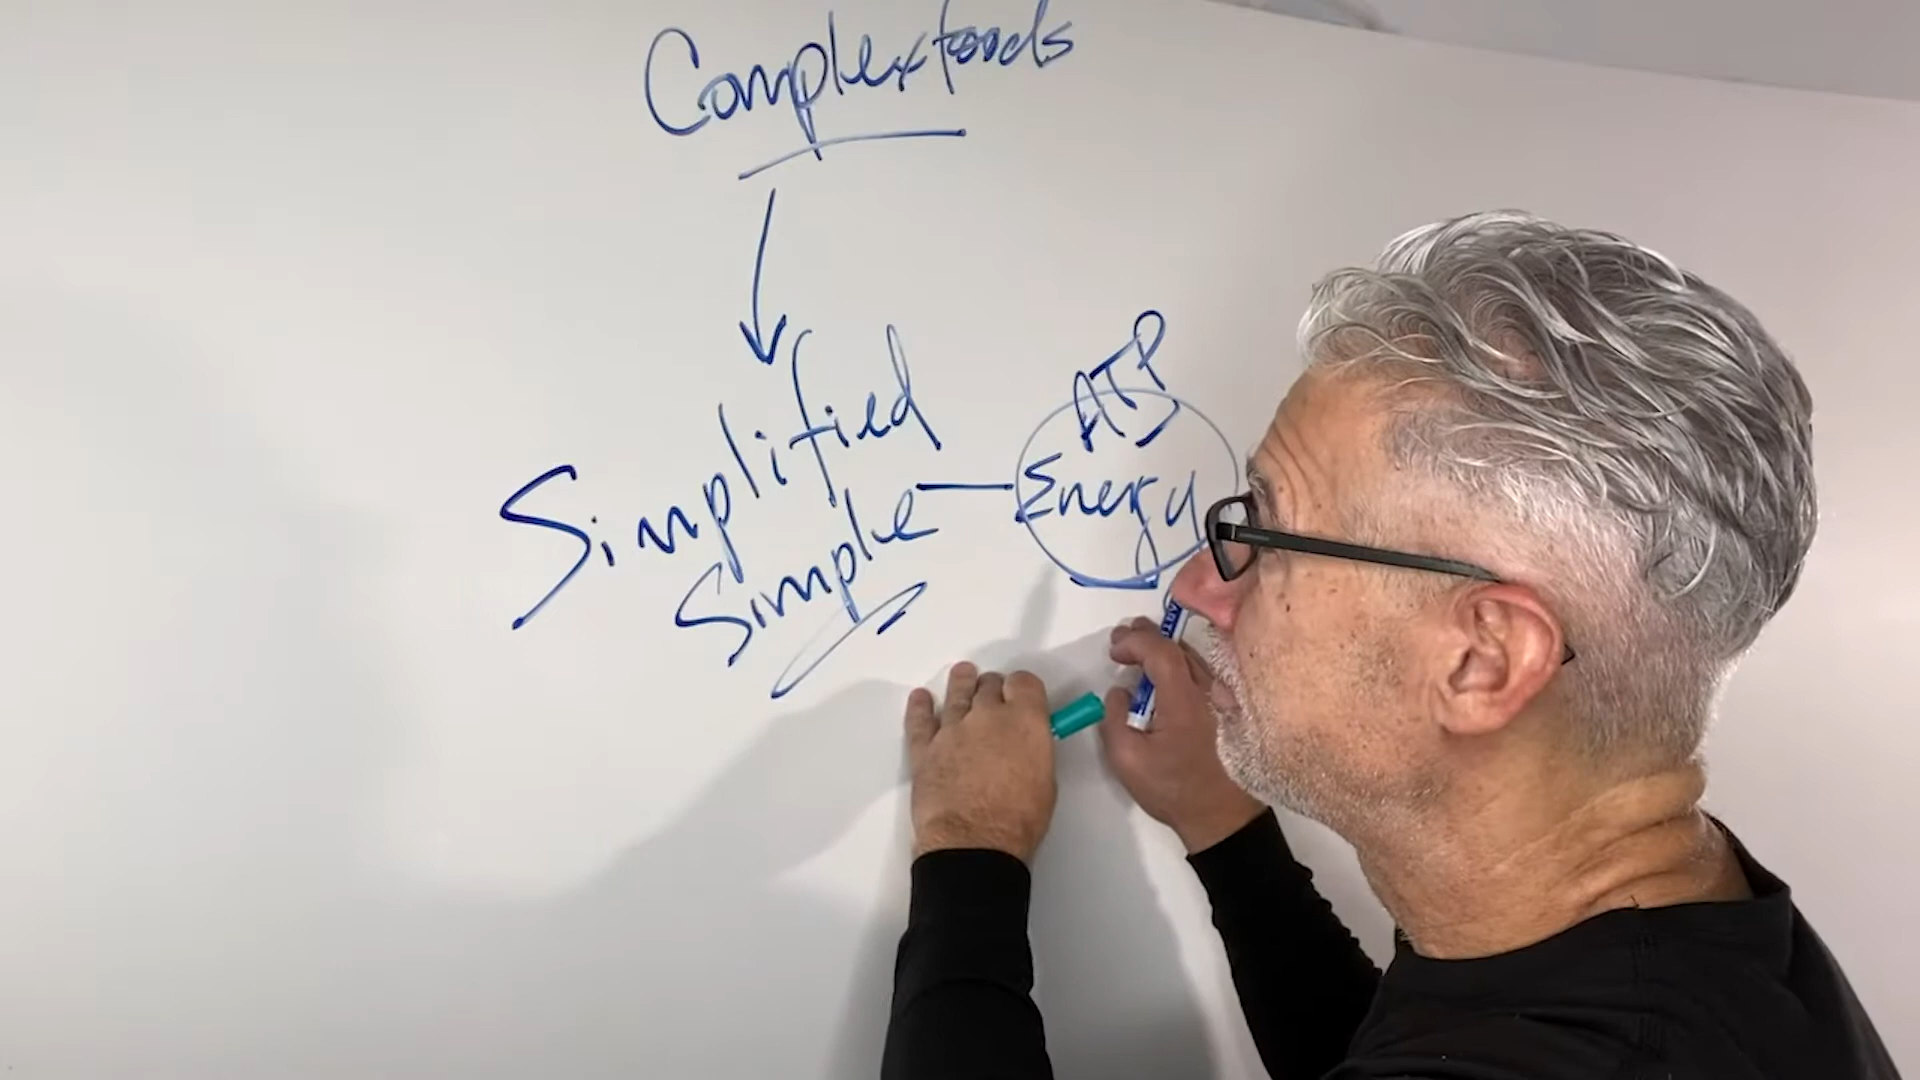 Complex foods
Simplified
Simple
ATP
Energy